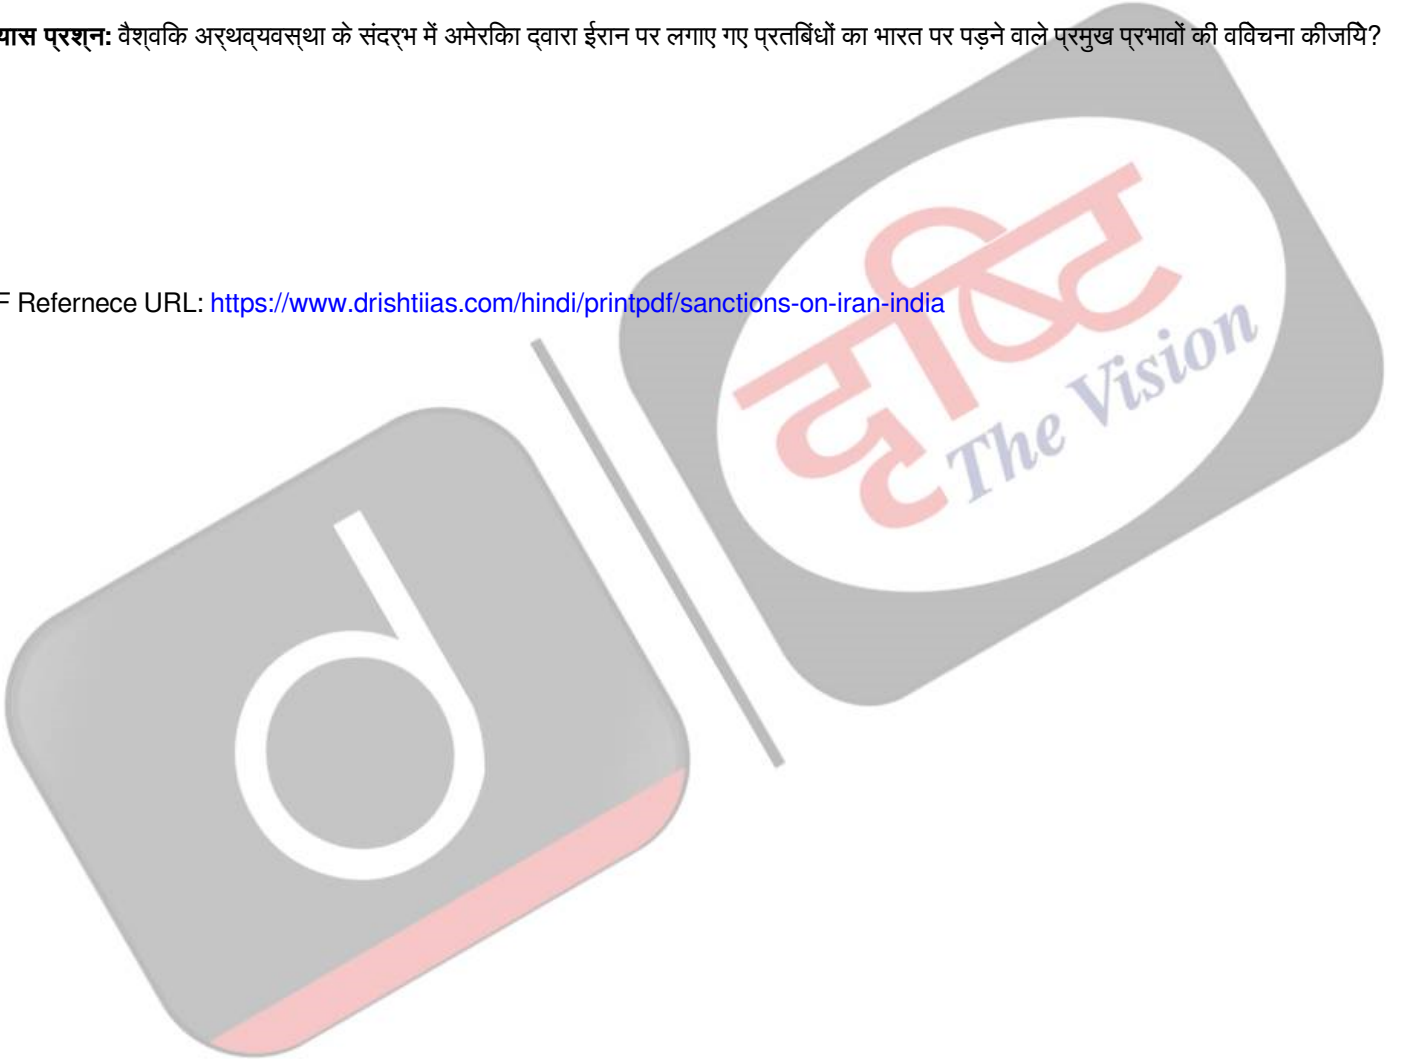 यास प्रश्न: वैश्विक अर्थव्यवस्था के संदर्भ में अमेरिका द्वारा ईरान पर लगाए गए प्रतिबंधों का भारत पर पड़ने वाले प्रमुख प्रभावों की विवेचना कीजिये?
F Refernece URL: https://www.drishtiias.com/hindi/printpdf/sanctions-on-iran-india
दृष्टि
The Vision